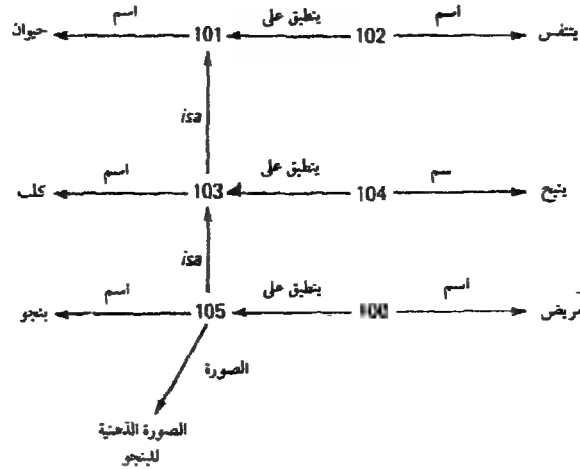 اسم ينطبق على اسم
يتنفس 102 101 حيوان
isa
سم ينطبق على اسم
ينبح 104 103 كلب
isa
اسم ينطبق على اسم
مريض 105 بنجو
الصورة
الصورة الذهنية
للبنجو